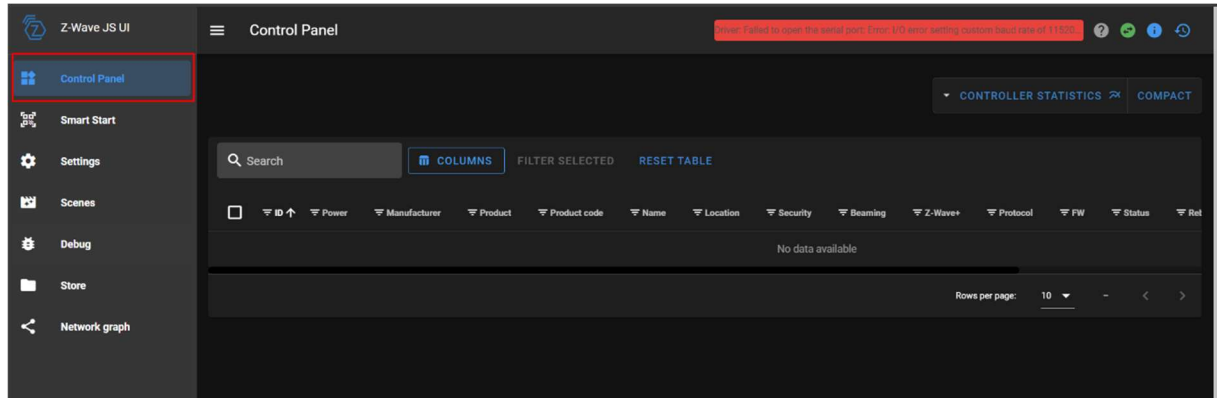 Z-Wave JS UI
Control Panel
Driver: Failed to open the serial port: Error: I/O error setting custom baud rate of 11520...
Control Panel
Smart Start
Settings
Scenes
Debug
Store
Network graph
CONTROLLER STATISTICS COMPACT
Search COLUMNS FILTER SELECTED RESET TABLE
ID Power Manufacturer Product Product code Name Location Security Beaming Z-Wave+ Protocol FW Status Rel
No data available
Rows per page: 10 –